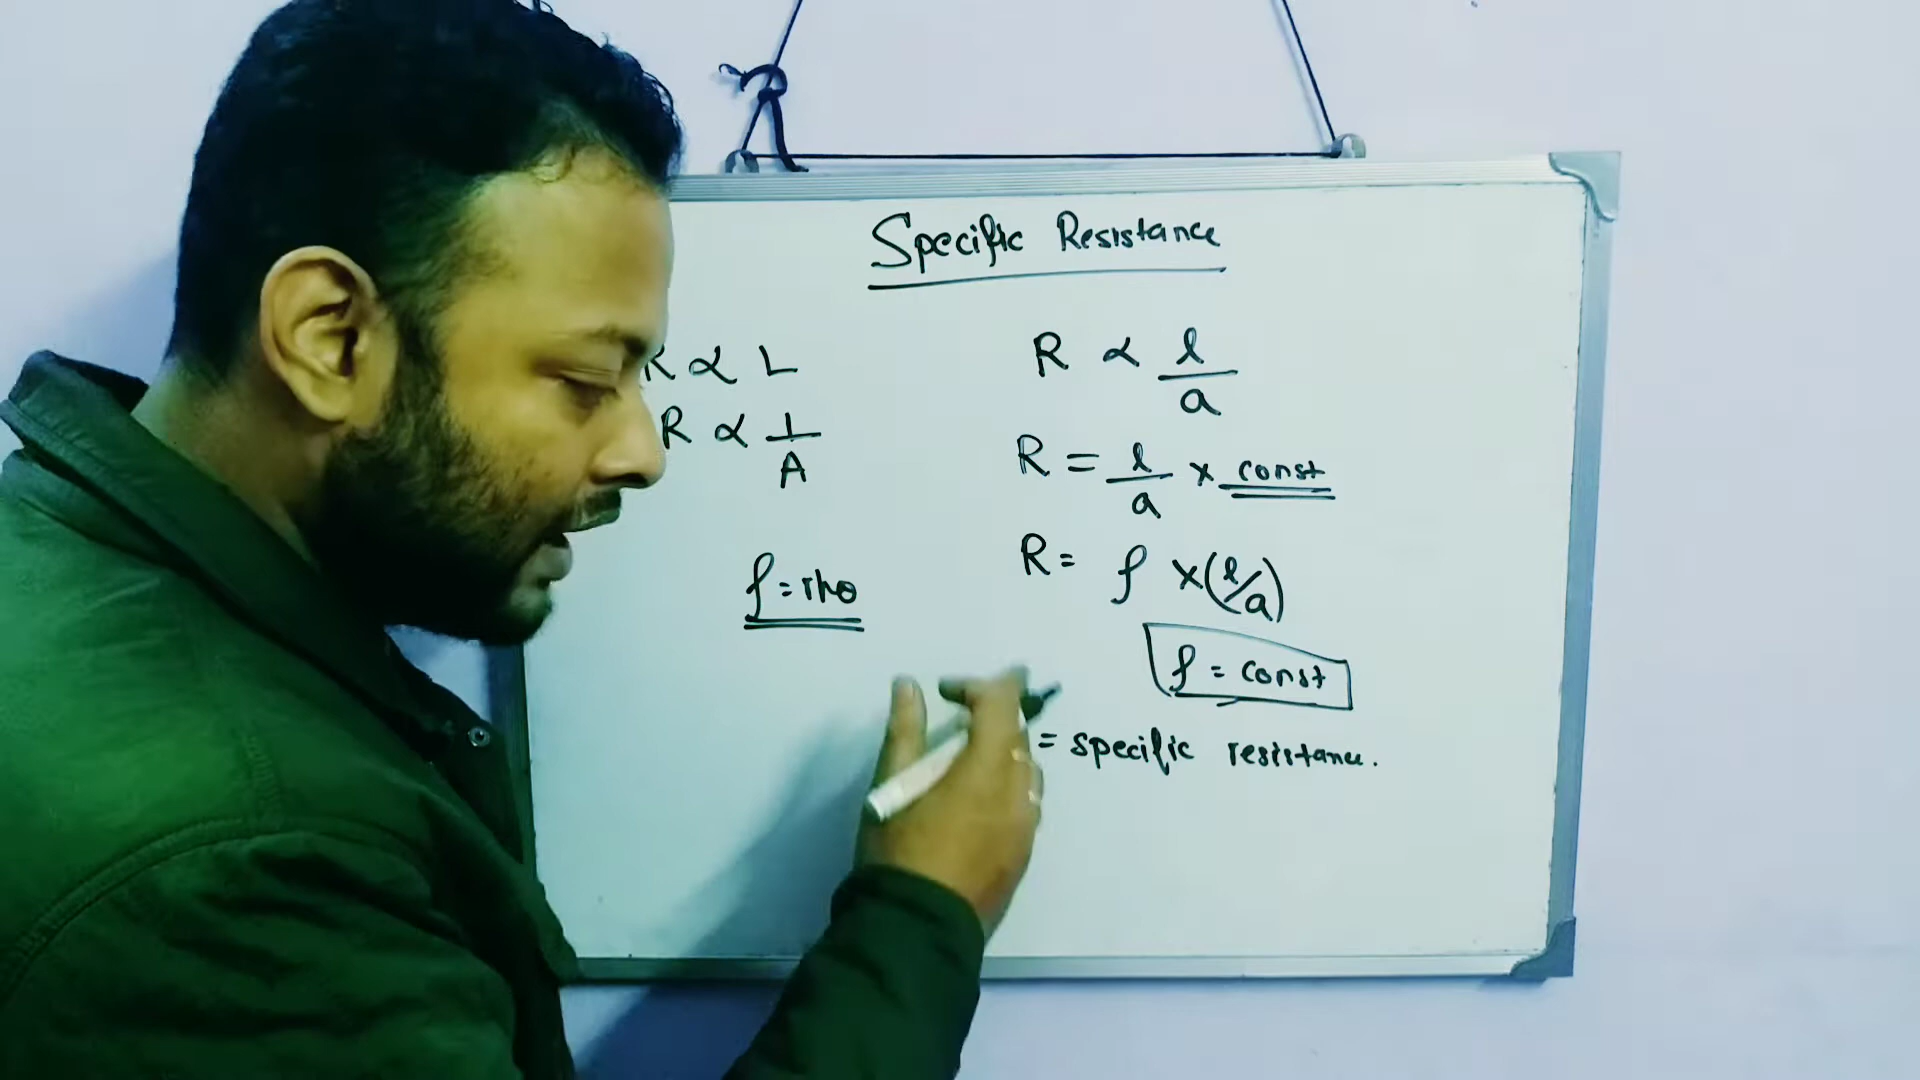 Specific Resistance
R ∝ L
R ∝ 1/A
ρ = rho
R ∝ l/a
R = l/a × const
R = ρ × (l/a)
ρ = const
= specific resistance.